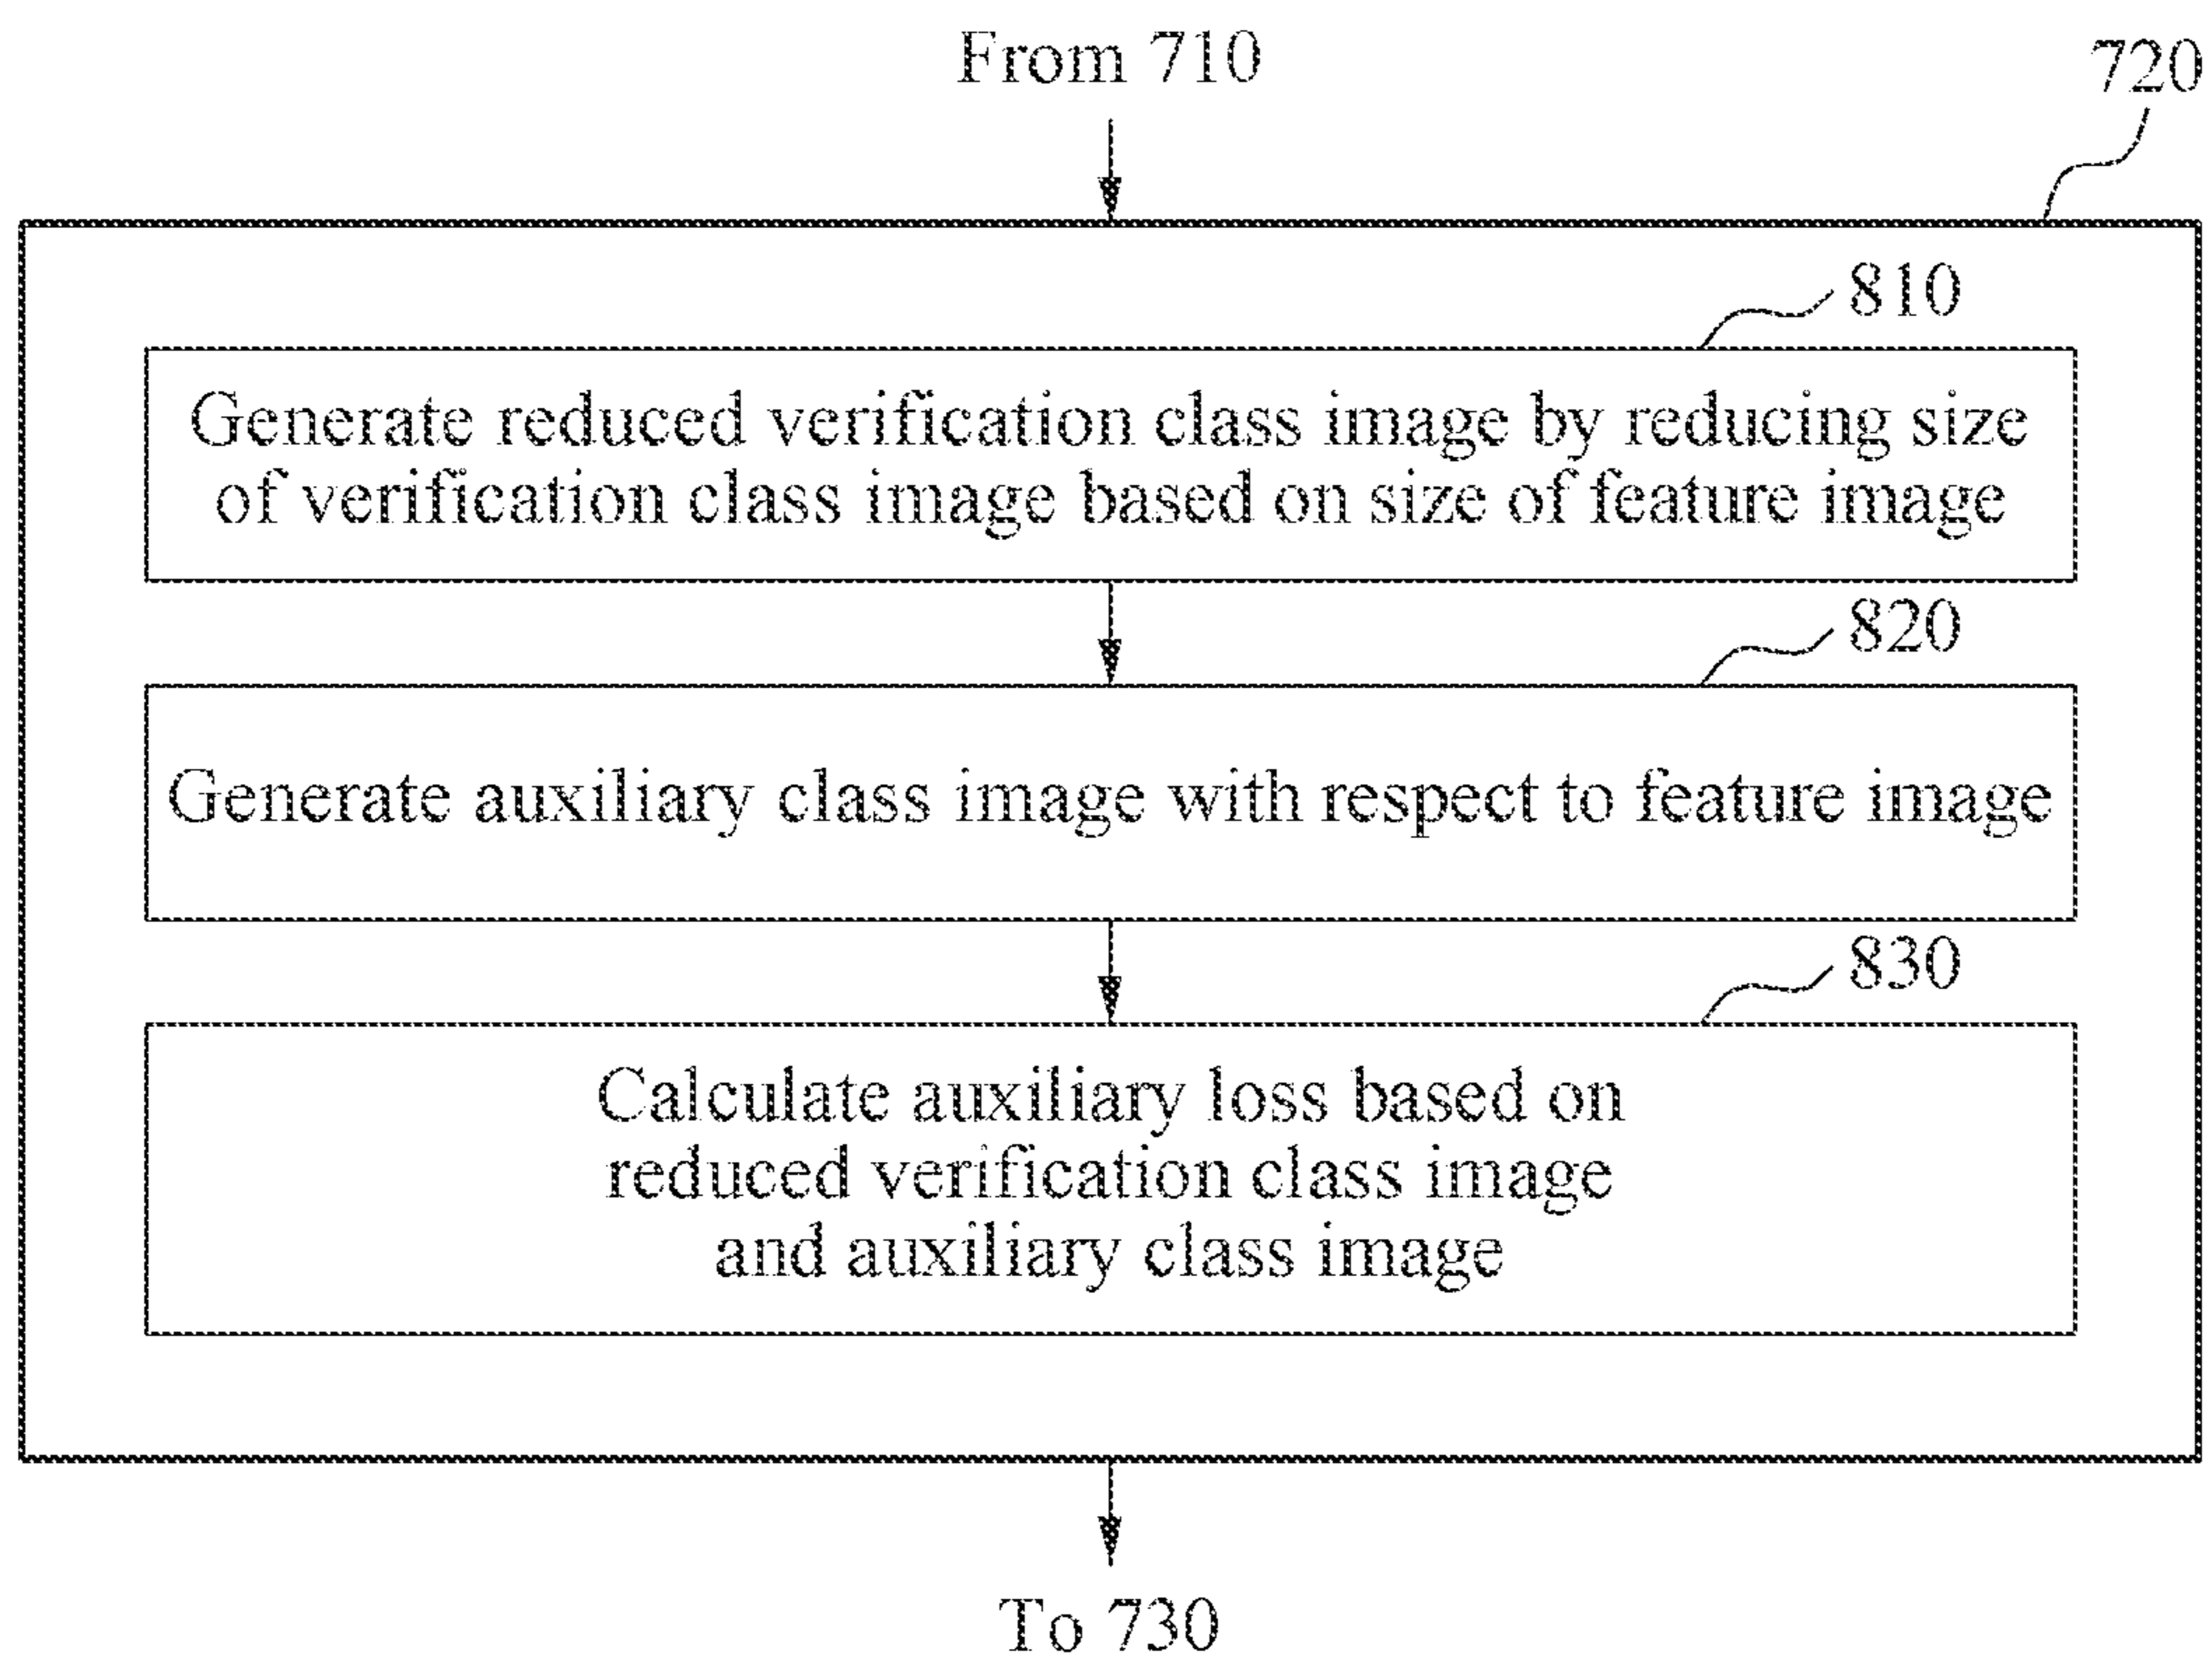 From 710
720
810
Generate reduced verification class image by reducing size
of verification class image based on size of feature image
820
Generate auxiliary class image with respect to feature image
830
Calculate auxiliary loss based on
reduced verification class image
and auxiliary class image
To 730